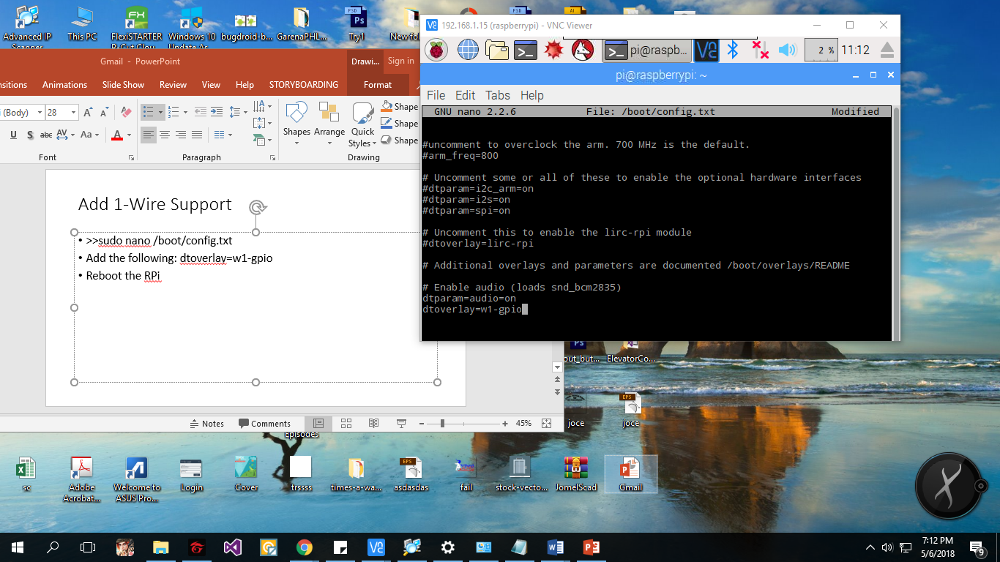 Advanced IP
Scanner
This PC
FlexiSTARTER
R-Cut Clou...
Windows 10
Update As...
bugdroid-b...
GarenaPHL...
Try1
Gmail - PowerPoint
Drawi...
Sign in
Animations
Slide Show
Review
View
Help
STORYBOARDING
Format
(Body)
28
Shapes
Arrange
Quick
Styles
Shape
Shape
Shape
Font
Paragraph
Drawing
Add 1-Wire Support
• >>sudo nano /boot/config.txt
• Add the following: dtoverlay=w1-gpio
• Reboot the RPi
Notes
Comments
45%
192.168.1.15 (raspberrypi) - VNC Viewer
pi@raspb...
2 %
11:12
pi@raspberrypi: ~
File Edit Tabs Help
GNU nano 2.2.6 File: /boot/config.txt Modified
#uncomment to overclock the arm. 700 MHz is the default.
#arm_freq=800
# Uncomment some or all of these to enable the optional hardware interfaces
#dtparam=i2c_arm=on
#dtparam=i2s=on
#dtparam=spi=on
# Uncomment this to enable the lirc-rpi module
#dtoverlay=lirc-rpi
# Additional overlays and parameters are documented /boot/overlays/README
# Enable audio (loads snd_bcm2835)
dtparam=audio=on
dtoverlay=w1-gpio
ElevatorCo...
joce
joce
Episodes
sc
Adobe
Acrobat...
Welcome to
ASUS Pro...
Login
Cover
trssss
times-a-wa...
asdasdas
fail
stock-vecto...
JomelScad
Gmail
7:12 PM
5/6/2018
9